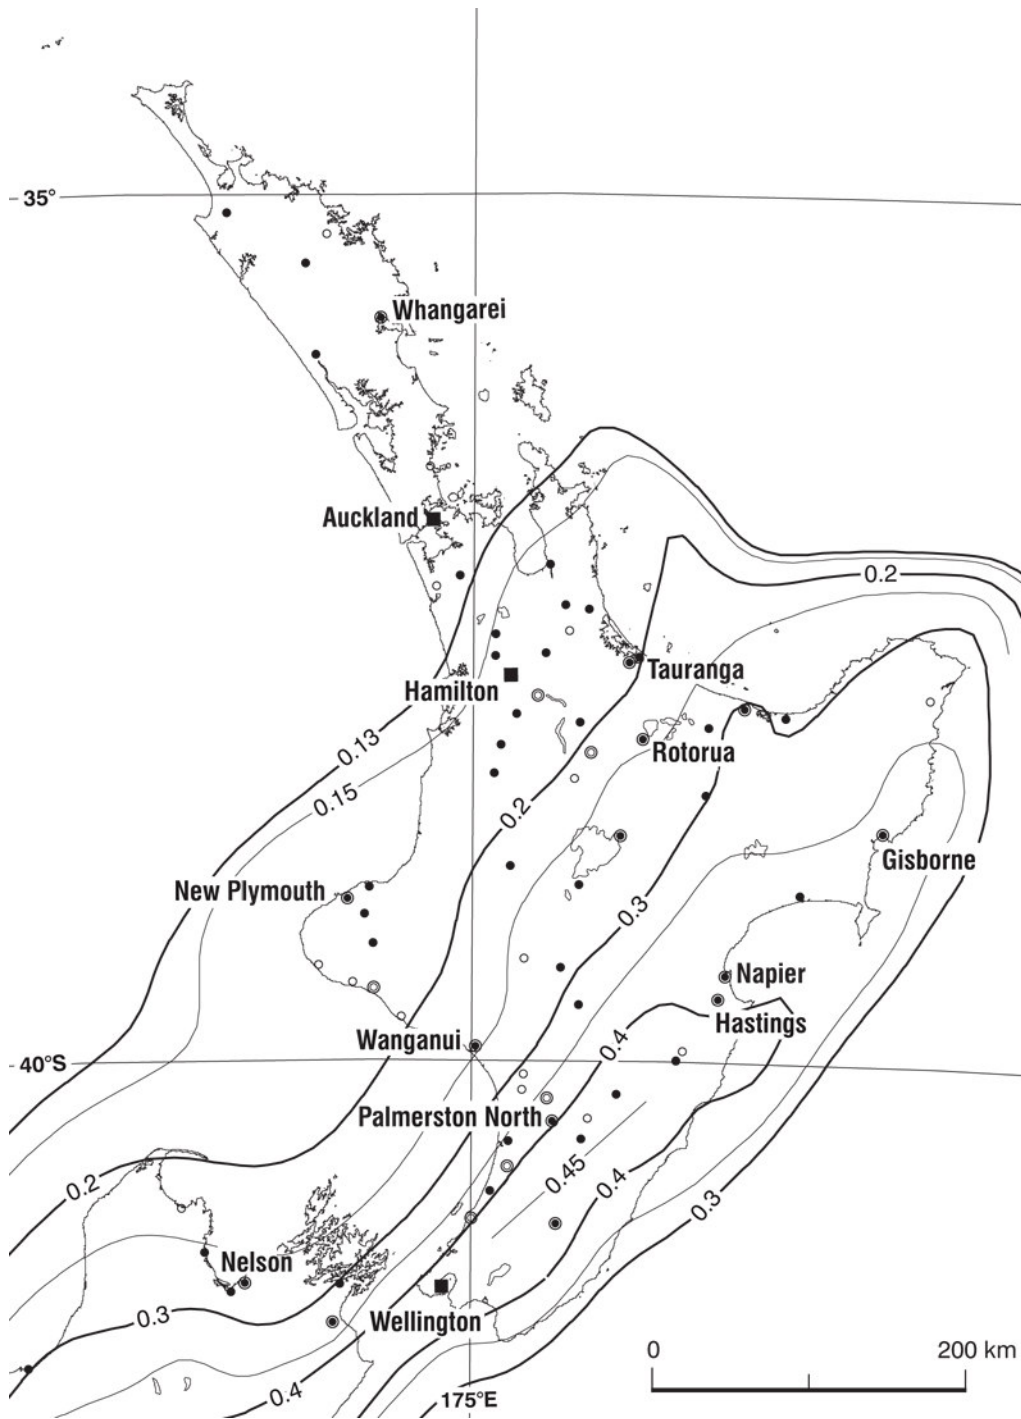 35°
Whangarei
Auckland
0.2
Tauranga
Hamilton
Rotorua
0.13
0.15
0.2
Gisborne
New Plymouth
0.3
Napier
Hastings
Wanganui
0.4
40°S
Palmerston North
0.45
0.4
0.2
0.3
Nelson
0.3
Wellington
0 200 km
0.4
175°E